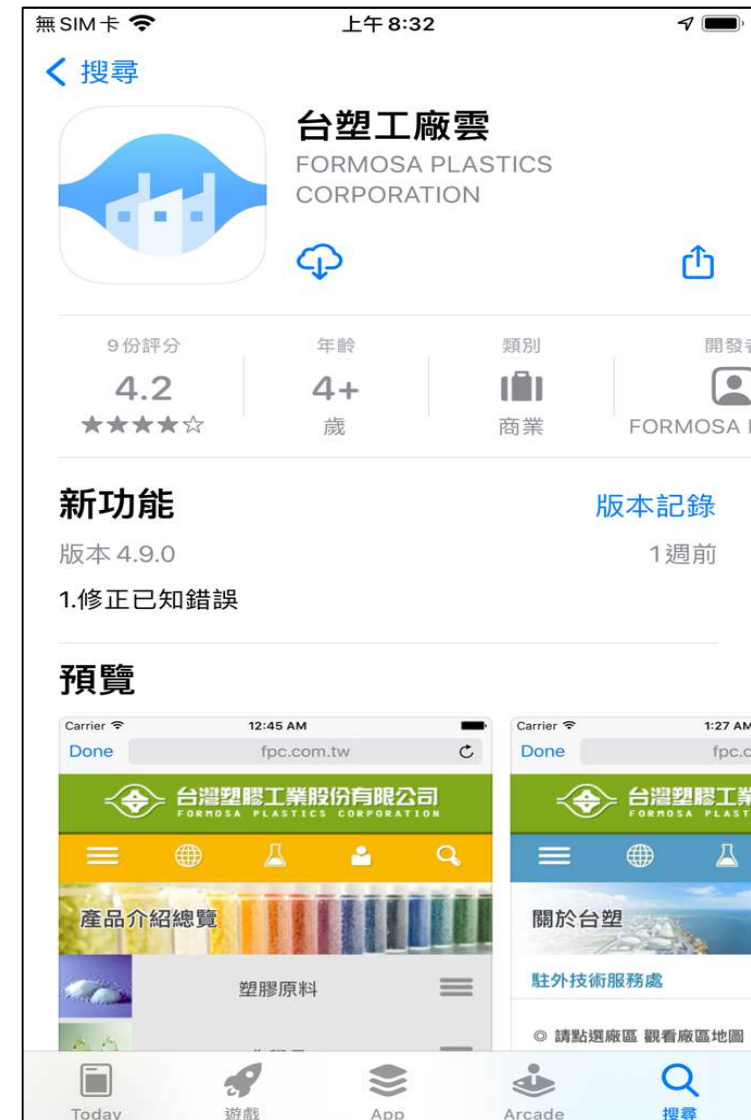 無SIM卡 上午8:32
搜尋
台塑工廠雲
FORMOSA PLASTICS
CORPORATION
9份評分 年齡 類別 開發者
4.2 4+
歲 商業 FORMOSA
新功能 版本記錄
版本 4.9.0 1週前
1.修正已知錯誤
預覽
Carrier 12:45 AM
Done fpc.com.tw
台灣塑膠工業股份有限公司
FORMOSA PLASTICS CORPORATION
產品介紹總覽
塑膠原料
Carrier 1:27 AM
Done fpc.c
台灣塑膠工業
FORMOSA PLAST
關於台塑
駐外技術服務處
◎ 請點選廠區 觀看廠區地圖
Today 遊戲 App Arcade 搜尋